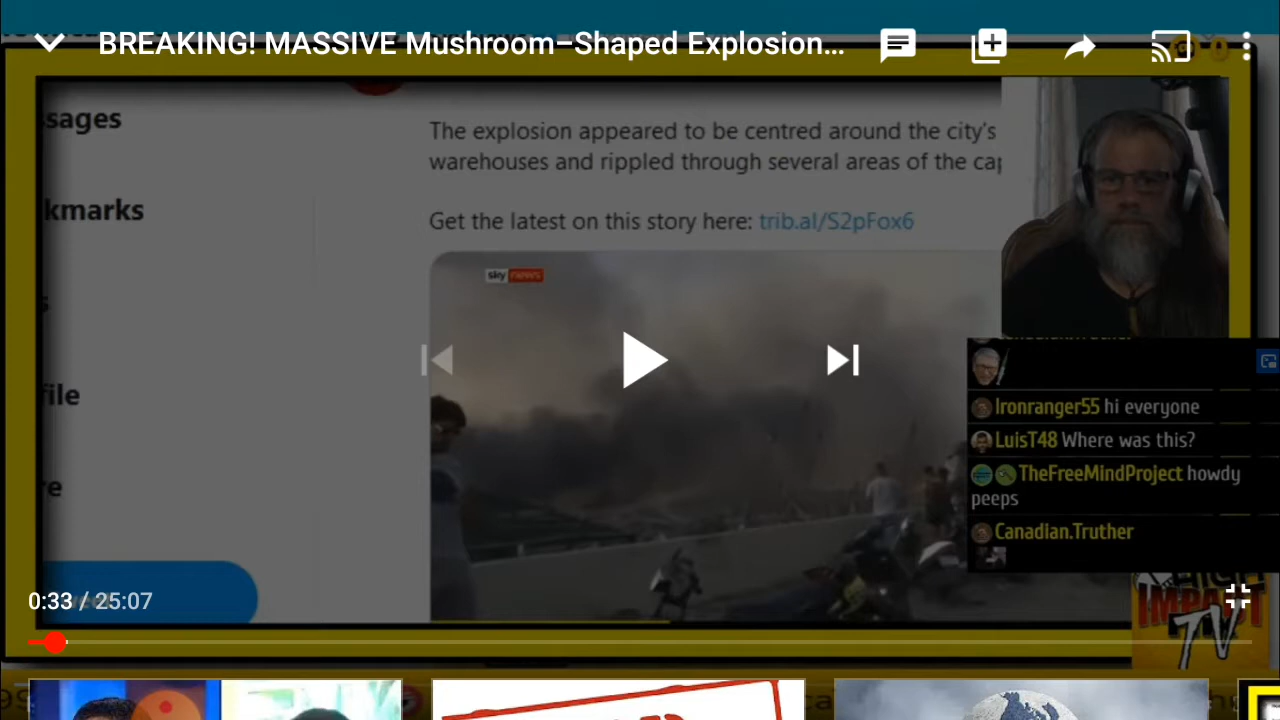 BREAKING! MASSIVE Mushroom-Shaped Explosion...
ssages
kmarks
file
re
The explosion appeared to be centred around the city's
warehouses and rippled through several areas of the cap
Get the latest on this story here: trib.al/S2pFox6
sky news
Ironranger55 hi everyone
LuisT48 Where was this?
TheFreeMindProject howdy
peeps
Canadian.Truther
0:33 / 25:07
HIGH
IMPACT
TV